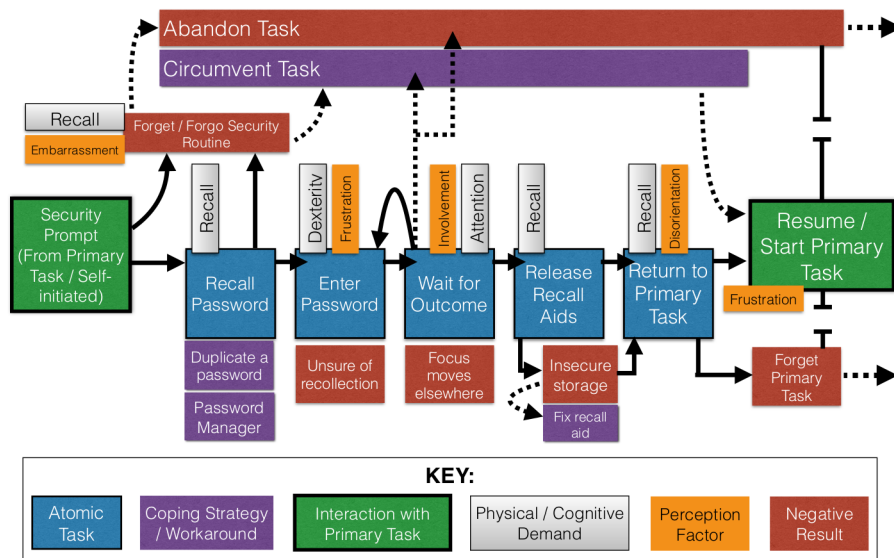 Abandon Task
Circumvent Task
Recall
Embarrassment
Forget / Forgo Security
Routine
Recall
Dexterity
Frustration
Involvement
Attention
Recall
Recall
Disorientation
Security
Prompt
(From Primary
Task / Self-
initiated)
Recall
Password
Enter
Password
Wait for
Outcome
Release
Recall
Aids
Return to
Primary
Task
Resume /
Start Primary
Task
Frustration
Duplicate a
password
Password
Manager
Unsure of
recollection
Focus
moves
elsewhere
Insecure
storage
Fix recall
aid
Forget
Primary
Task
KEY:
Atomic
Task
Coping Strategy
/ Workaround
Interaction with
Primary Task
Physical / Cognitive
Demand
Perception
Factor
Negative
Result